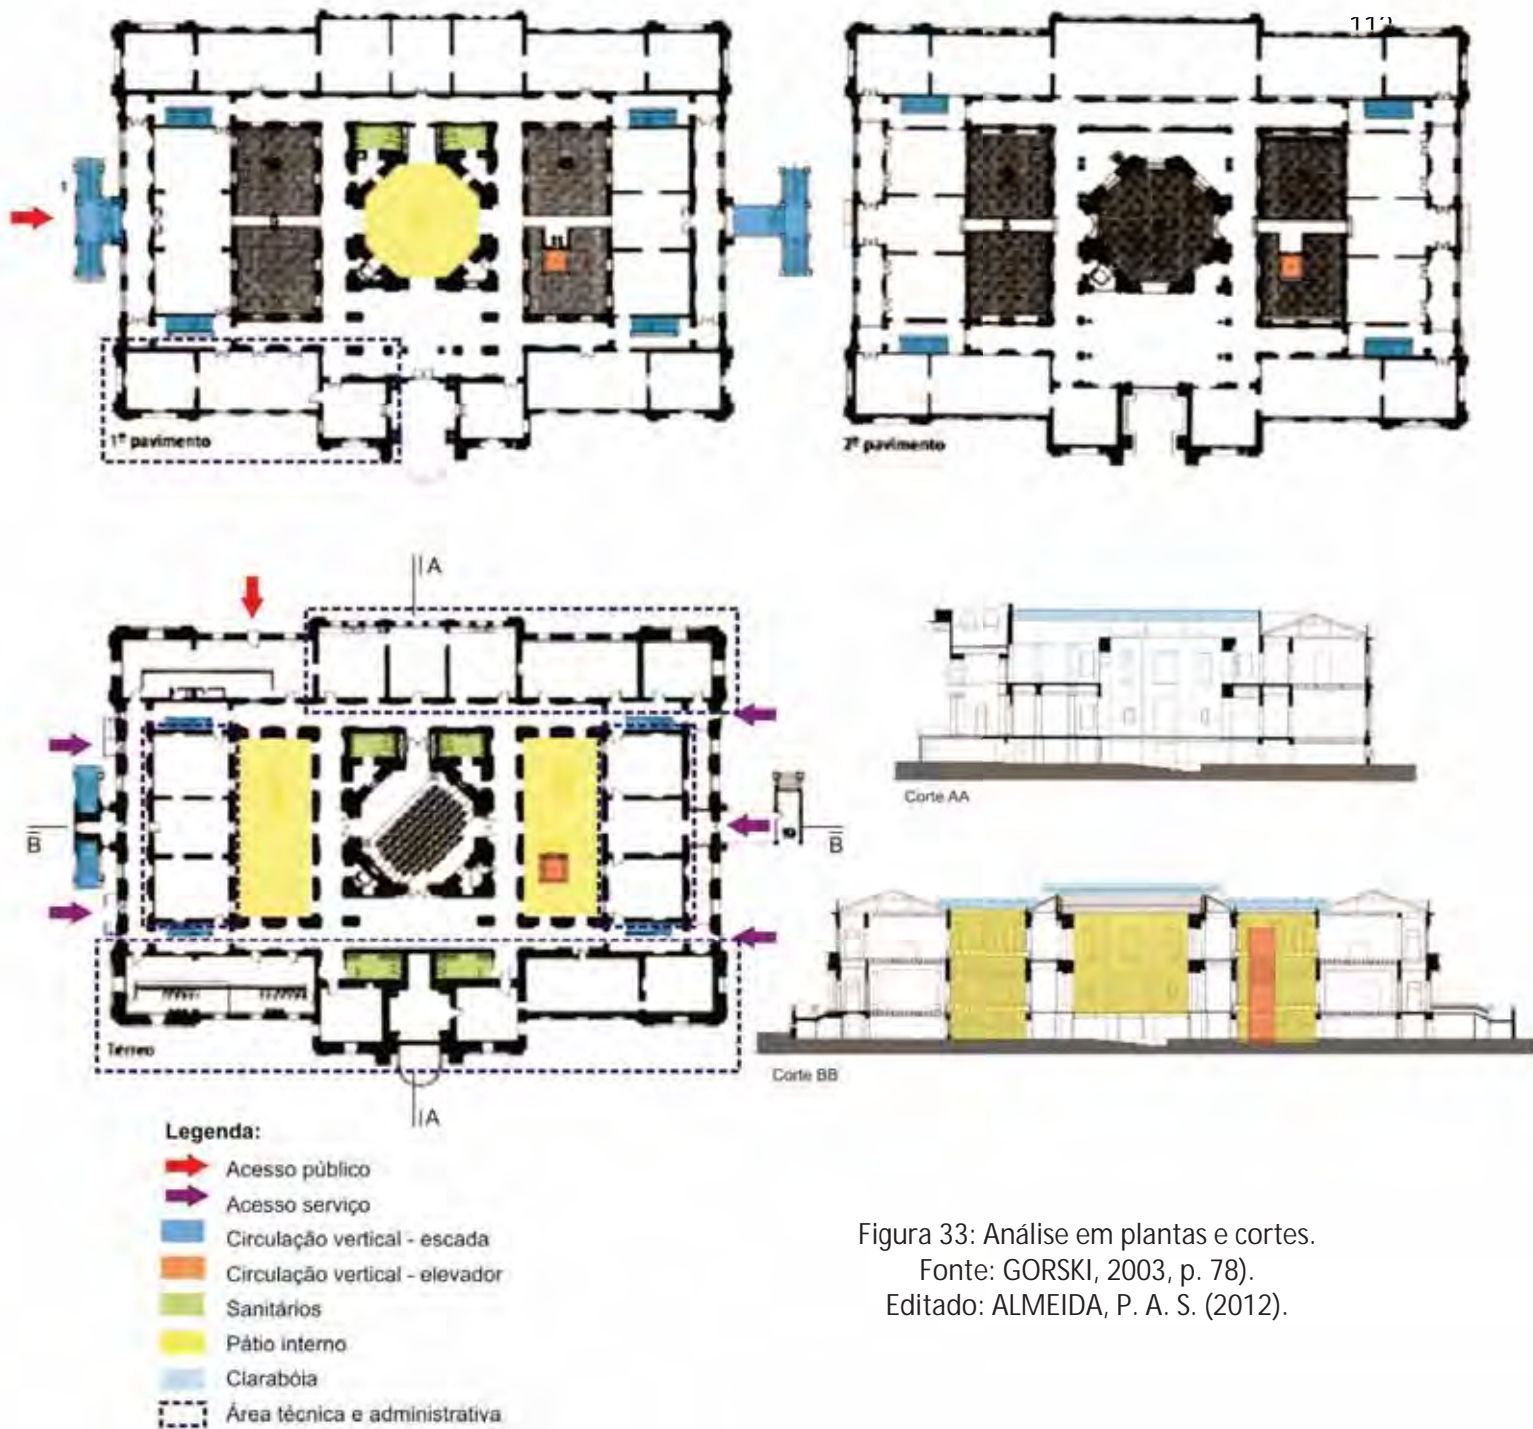 112
1º pavimento
2º pavimento
A
B
B
Térreo
A
Corte AA
Corte BB
Legenda:
Acesso público
Acesso serviço
Circulação vertical - escada
Circulação vertical - elevador
Sanitários
Pátio interno
Clarabóia
Área técnica e administrativa
Figura 33: Análise em plantas e cortes.
Fonte: GORSKI, 2003, p. 78).
Editado: ALMEIDA, P. A. S. (2012).